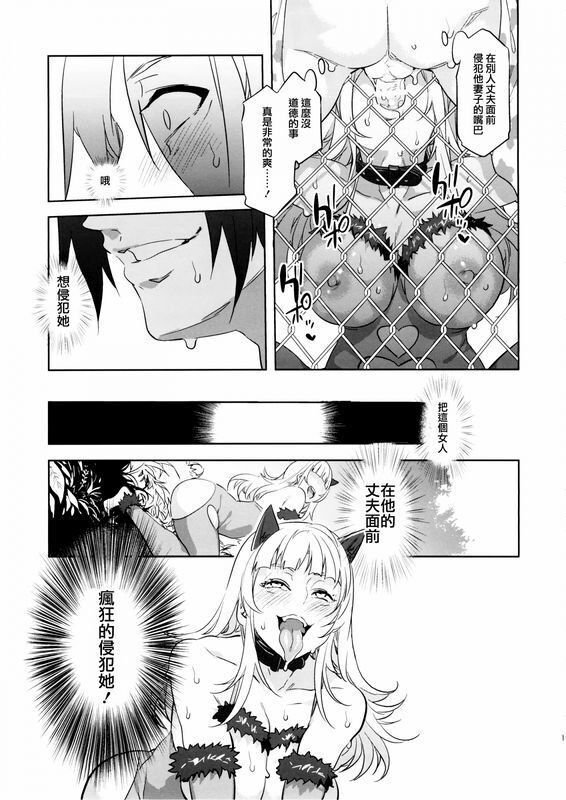 在別人丈夫面前
侵犯他妻子的嘴巴
這麼沒
道德的事
真是非常的爽……!
哦
想侵犯她
把這個女人
在他的
丈夫面前
瘋狂的侵犯她!